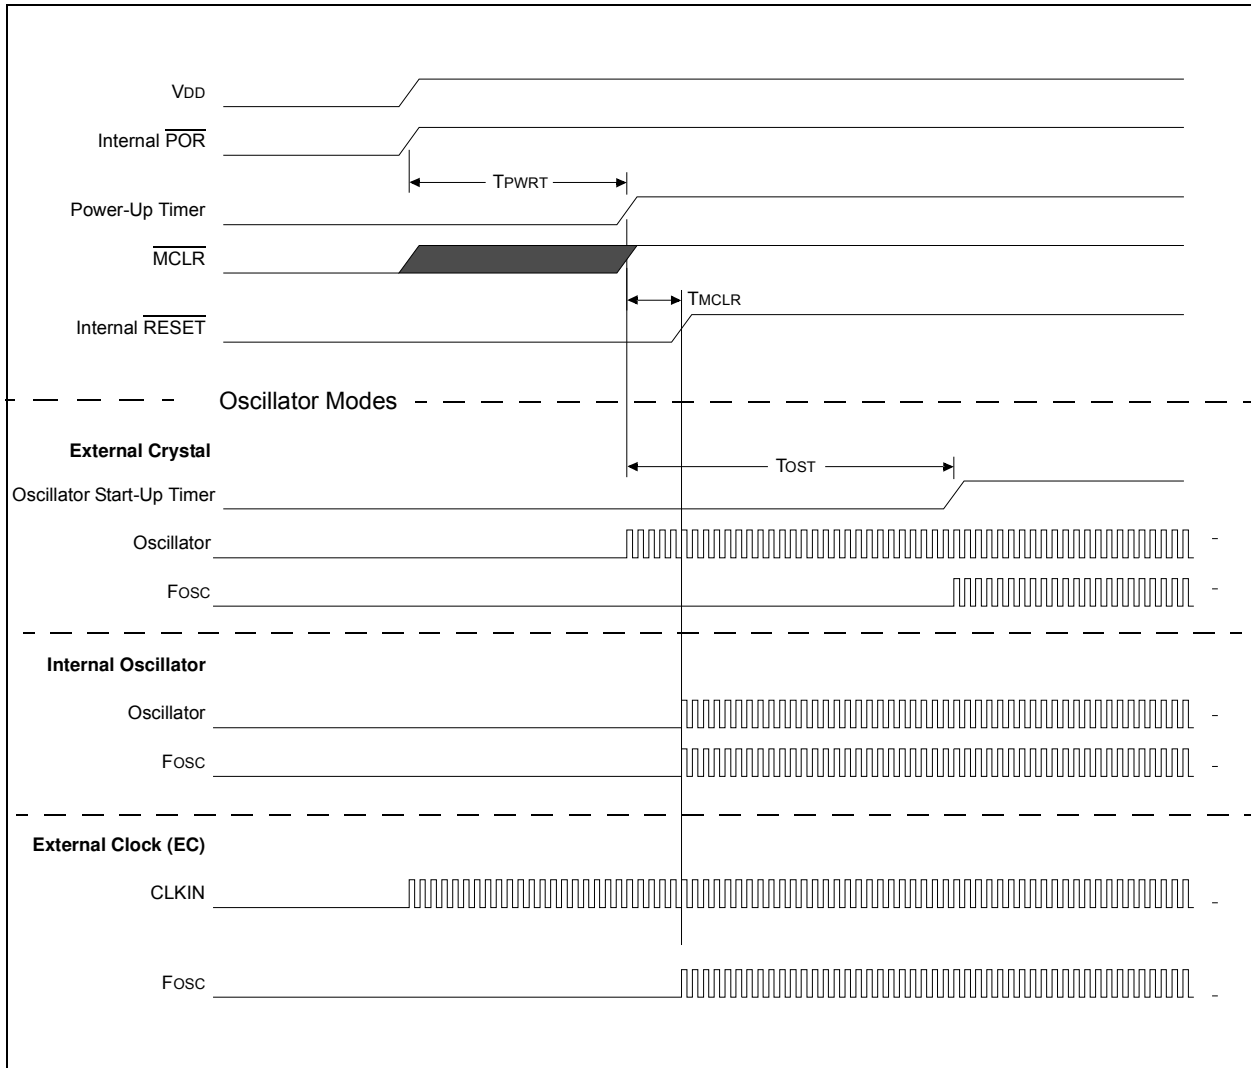 VDD
Internal POR
TPWRT
Power-Up Timer
MCLR
TMCLR
Internal RESET
Oscillator Modes
External Crystal
TOST
Oscillator Start-Up Timer
Oscillator
FOSC
Internal Oscillator
Oscillator
FOSC
External Clock (EC)
CLKIN
FOSC